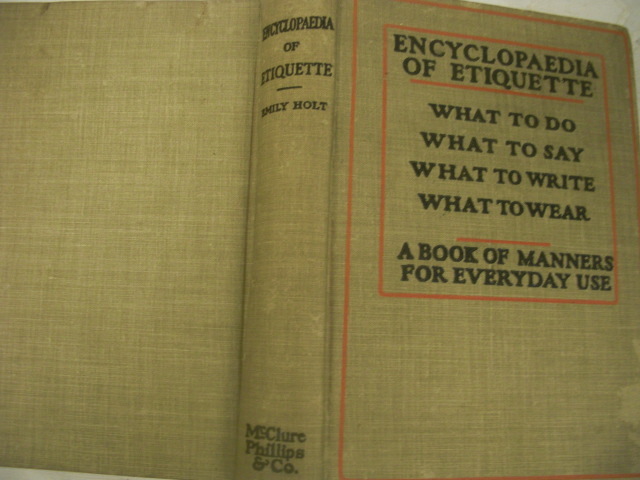 ENCYCLOPAEDIA
OF
ETIQUETTE
EMILY HOLT
McClure
Phillips
& Co.
ENCYCLOPAEDIA
OF ETIQUETTE
WHAT TO DO
WHAT TO SAY
WHAT TO WRITE
WHAT TO WEAR
A BOOK OF MANNERS
FOR EVERYDAY USE